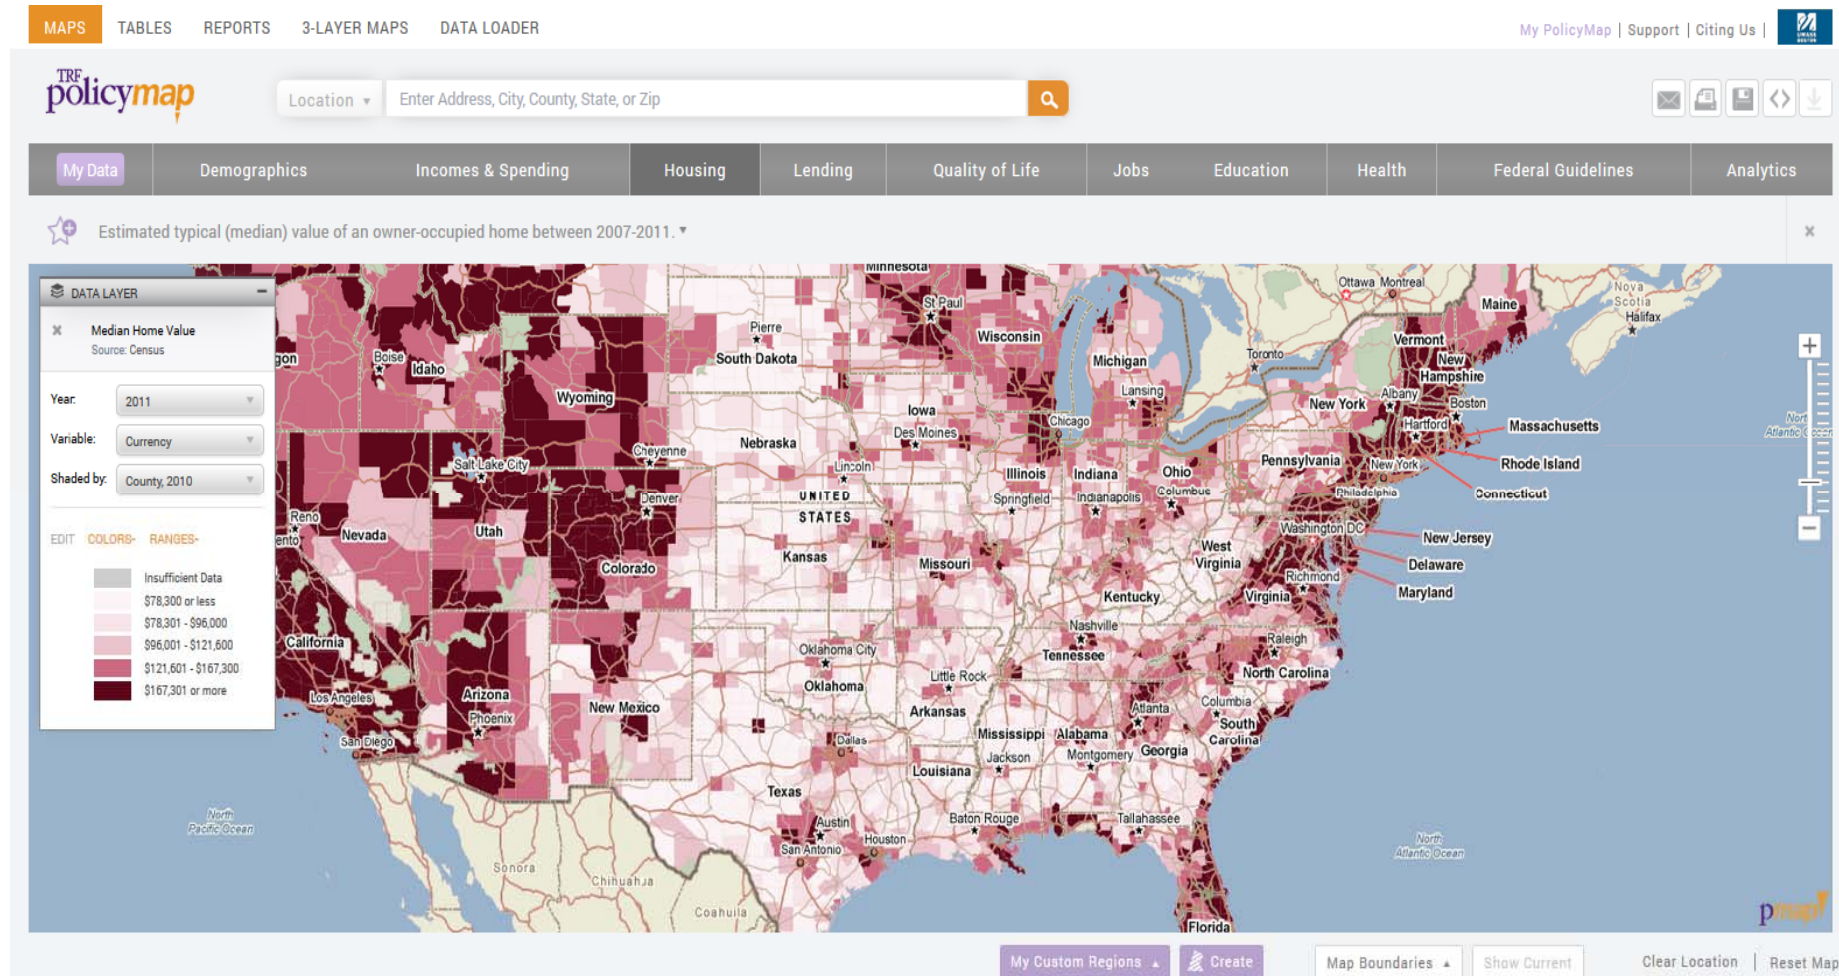 MAPS TABLES REPORTS 3-LAYER MAPS DATA LOADER
My PolicyMap | Support | Citing Us |
UMASS BOSTON
TRF
policymap
Location
Enter Address, City, County, State, or Zip
My Data Demographics Incomes & Spending Housing Lending Quality of Life Jobs Education Health Federal Guidelines Analytics
Estimated typical (median) value of an owner-occupied home between 2007-2011.
DATA LAYER
Median Home Value
Source: Census
Year: 2011
Variable: Currency
Shaded by: County, 2010
EDIT COLORS RANGES
Insufficient Data
$78,300 or less
$78,301 - $96,000
$96,001 - $121,600
$121,601 - $167,300
$167,301 or more
Minnesota
Ottawa Montreal
Nova Scotia
Halifax
Maine
St Paul
Pierre
South Dakota
Wisconsin
Michigan
Lansing
Toronto
Vermont
New Hampshire
gon
Boise
Idaho
Wyoming
New York
Albany
Boston
Hartford
Massachusetts
Iowa
Des Moines
Chicago
Nebraska
Cheyenne
Salt Lake City
Lincoln
Illinois
Indiana
Ohio
Pennsylvania
New York
Rhode Island
Connecticut
Denver
UNITED STATES
Springfield
Indianapolis
Columbus
Philadelphia
Reno
ento
Nevada
Utah
Colorado
Kansas
Missouri
West Virginia
Washington DC
New Jersey
Delaware
Maryland
Richmond
Virginia
Kentucky
California
Nashville
Tennessee
Raleigh
North Carolina
Oklahoma City
Oklahoma
Little Rock
Arkansas
Los Angeles
Arizona
Phoenix
New Mexico
San Diego
Dallas
Atlanta
Columbia
South Carolina
Mississippi
Alabama
Jackson
Montgomery
Georgia
Louisiana
Texas
Austin
Houston
San Antonio
Baton Rouge
Tallahassee
Florida
North Pacific Ocean
North Atlantic Ocean
Sonora
Chihuahua
Coahuila
pmap
My Custom Regions Create Map Boundaries Show Current Clear Location | Reset Map